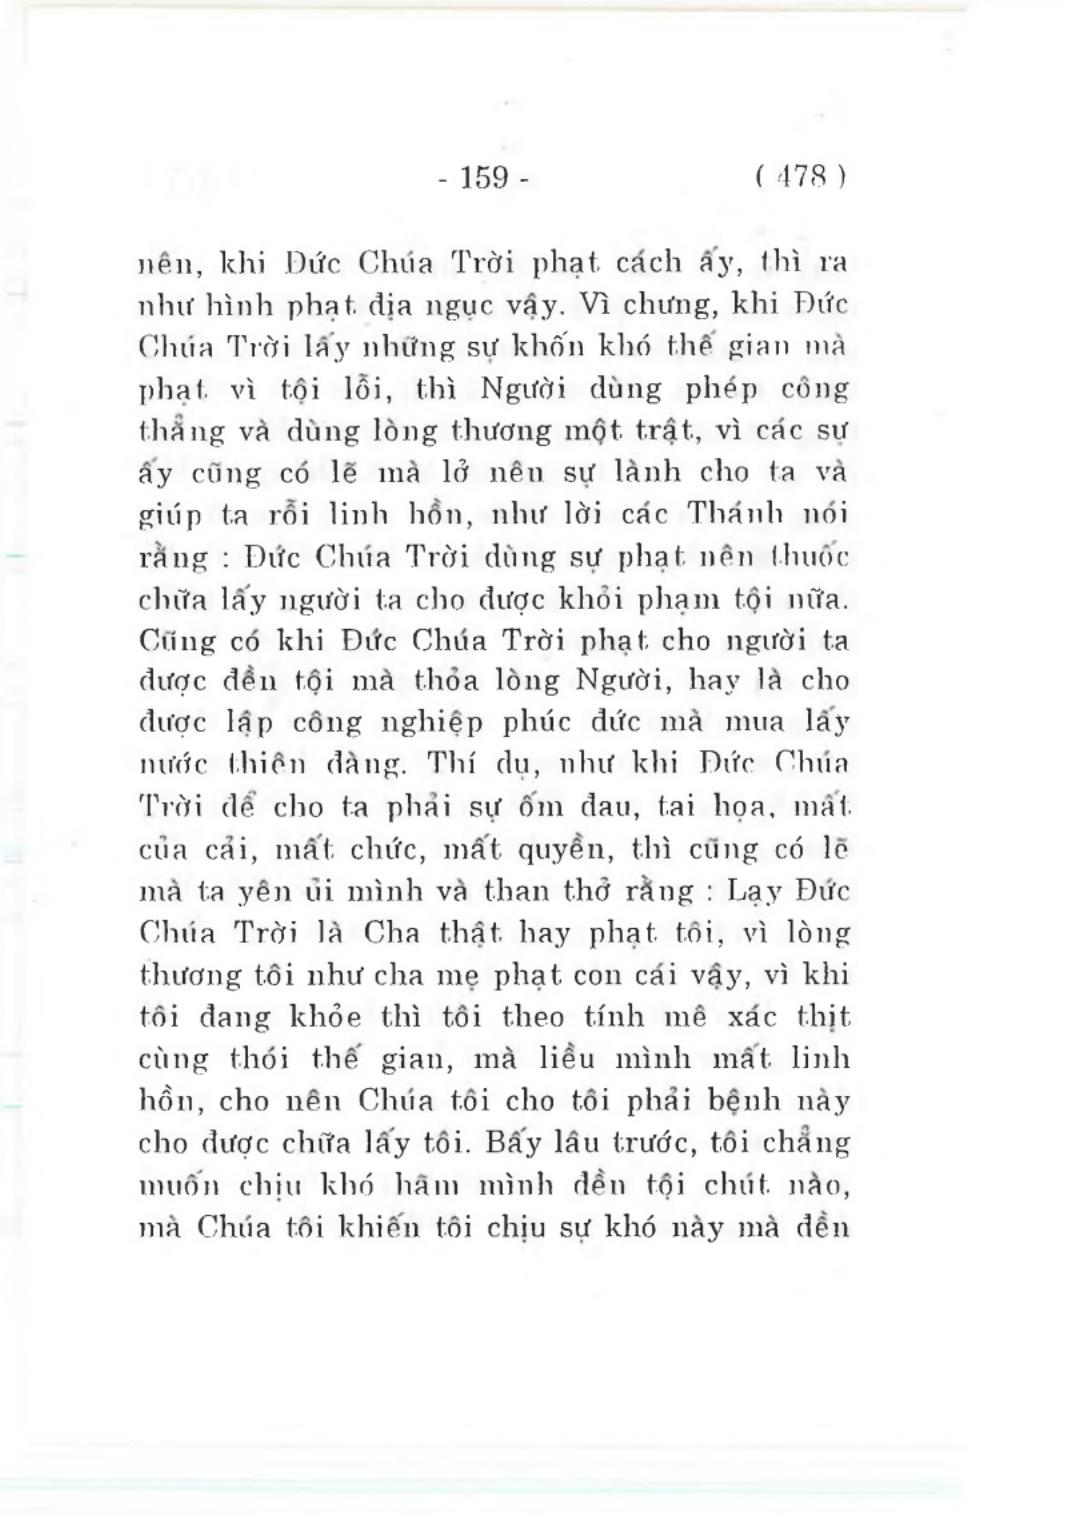 - 159 -
( 478 )
nên, khi Đức Chúa Trời phạt cách ấy, thì ra
như hình phạt địa ngục vậy. Vì chưng, khi Đức
Chúa Trời lấy những sự khốn khó thế gian mà
phạt vì tội lỗi, thì Người dùng phép công
thẳng và dùng lòng thương một trật, vì các sự
ấy cũng có lẽ mà lở nên sự lành cho ta và
giúp ta rỗi linh hồn, như lời các Thánh nói
rằng : Đức Chúa Trời dùng sự phạt nên thuốc
chữa lấy người ta cho được khỏi phạm tội nữa.
Cũng có khi Đức Chúa Trời phạt cho người ta
được đền tội mà thỏa lòng Người, hay là cho
được lập công nghiệp phúc đức mà mua lấy
nước thiên đàng. Thí dụ, như khi Đức Chúa
Trời để cho ta phải sự ốm đau, tai họa, mất
của cải, mất chức, mất quyền, thì cũng có lẽ
mà ta yên ủi mình và than thở rằng : Lạy Đức
Chúa Trời là Cha thật hay phạt tôi, vì lòng
thương tôi như cha mẹ phạt con cái vậy, vì khi
tôi đang khỏe thì tôi theo tính mê xác thịt
cùng thói thế gian, mà liều mình mất linh
hồn, cho nên Chúa tôi cho tôi phải bệnh này
cho được chữa lấy tôi. Bấy lâu trước, tôi chẳng
muốn chịu khó hãm mình đền tội chút nào,
mà Chúa tôi khiến tôi chịu sự khó này mà đền